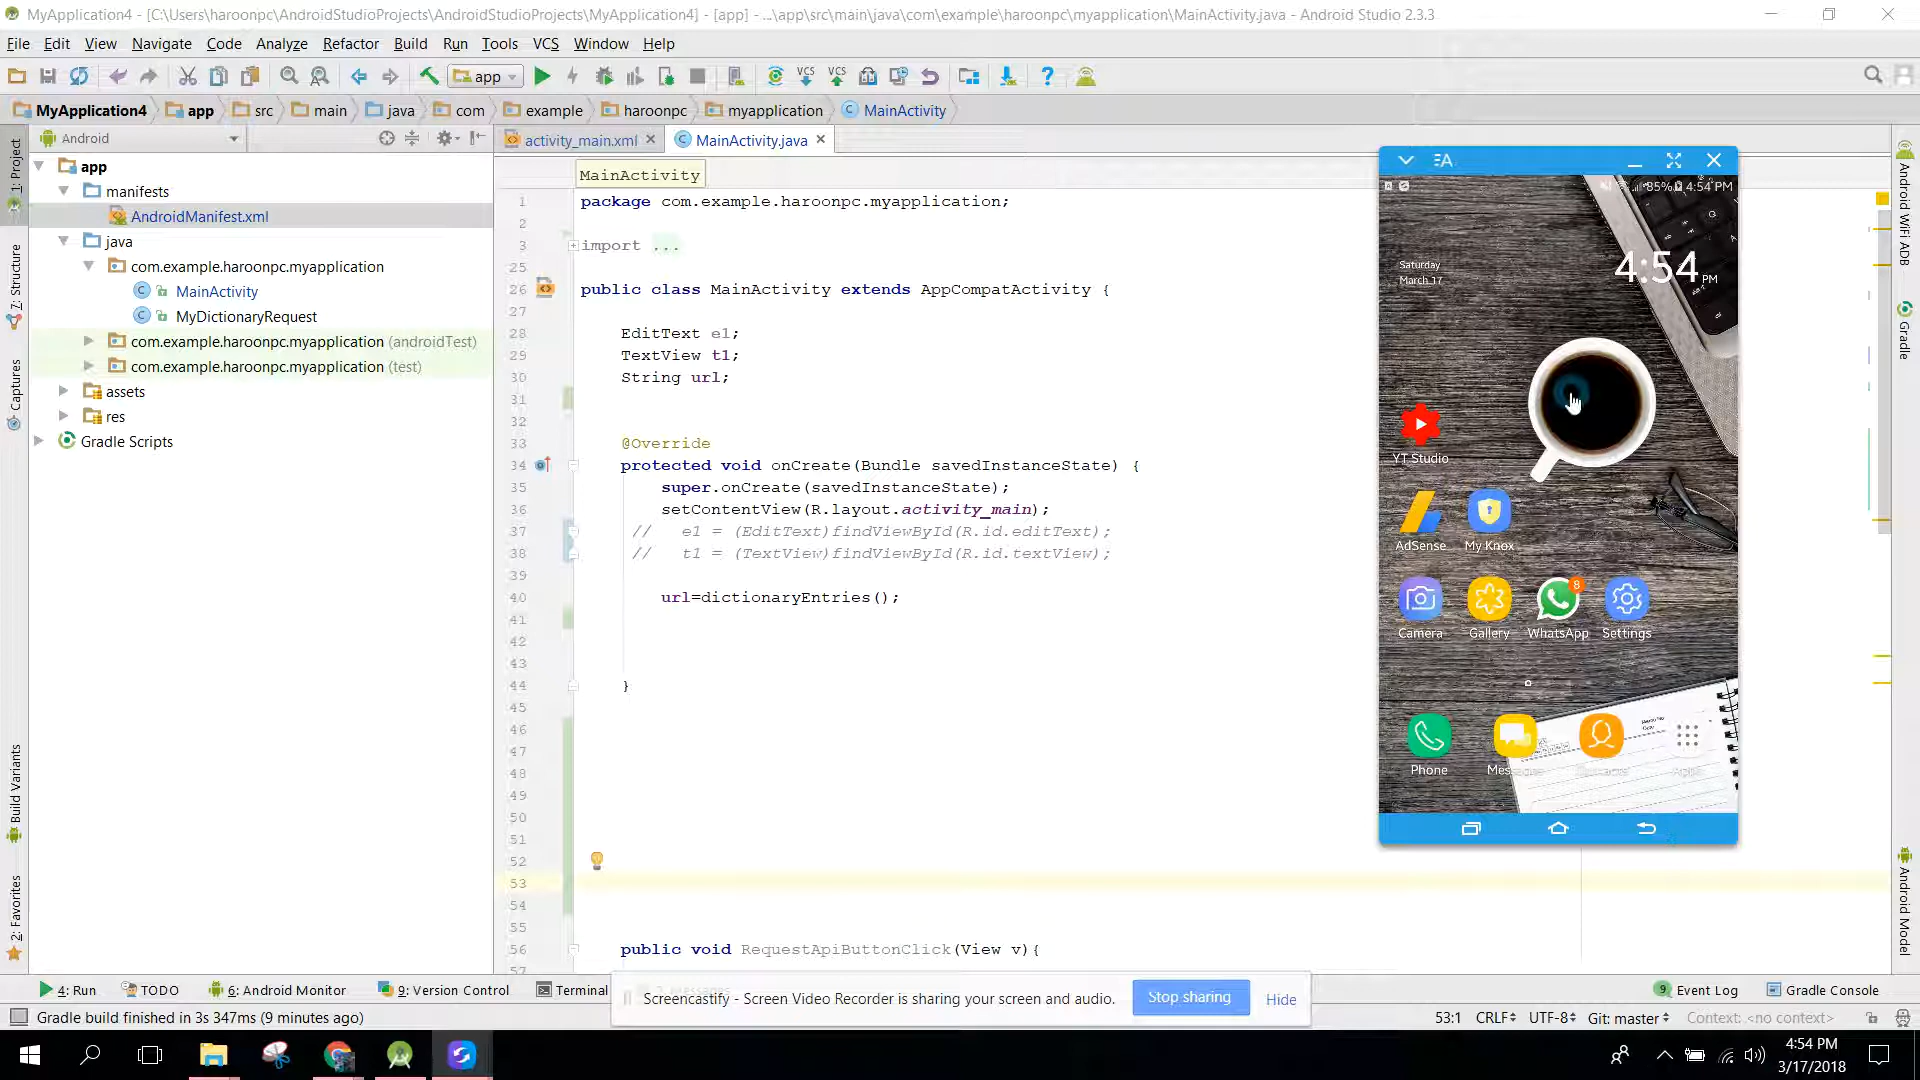 MyApplication4 - [C:\Users\haroonpc\AndroidStudioProjects\AndroidStudioProjects\MyApplication4] - [app] - ...\app\src\main\java\com\example\haroonpc\myapplication\MainActivity.java - Android Studio 2.3.3
File Edit View Navigate Code Analyze Refactor Build Run Tools VCS Window Help
app VCS VCS
MyApplication4 app src main java com example haroonpc myapplication MainActivity
Android
activity_main.xml MainActivity.java
1: Project
7: Structure
Captures
Build Variants
2: Favorites
app
manifests
AndroidManifest.xml
java
com.example.haroonpc.myapplication
MainActivity
MyDictionaryRequest
com.example.haroonpc.myapplication (androidTest)
com.example.haroonpc.myapplication (test)
assets
res
Gradle Scripts
MainActivity
1 package com.example.haroonpc.myapplication;
2
3 import ...
25
26 public class MainActivity extends AppCompatActivity {
27
28 EditText e1;
29 TextView t1;
30 String url;
31
32
33 @Override
34 protected void onCreate(Bundle savedInstanceState) {
35 super.onCreate(savedInstanceState);
36 setContentView(R.layout.activity_main);
37 // e1 = (EditText)findViewById(R.id.editText);
38 // t1 = (TextView)findViewById(R.id.textView);
39
40 url=dictionaryEntries();
41
42
43
44 }
45
46
47
48
49
50
51
52
53
54
55
56 public void RequestApiButtonClick(View v){
57
85% 4:54 PM
Saturday
March 17
4:54 PM
YT Studio
AdSense My Knox
8
Camera Gallery WhatsApp Settings
Phone Messages Apps
Android WiFi ADB
Gradle
Android Model
4: Run TODO 6: Android Monitor 9: Version Control Terminal 9 Event Log Gradle Console
Screencastify - Screen Video Recorder is sharing your screen and audio. Stop sharing Hide
Gradle build finished in 3s 347ms (9 minutes ago) 53:1 CRLF UTF-8 Git: master Context: <no context>
4:54 PM
3/17/2018